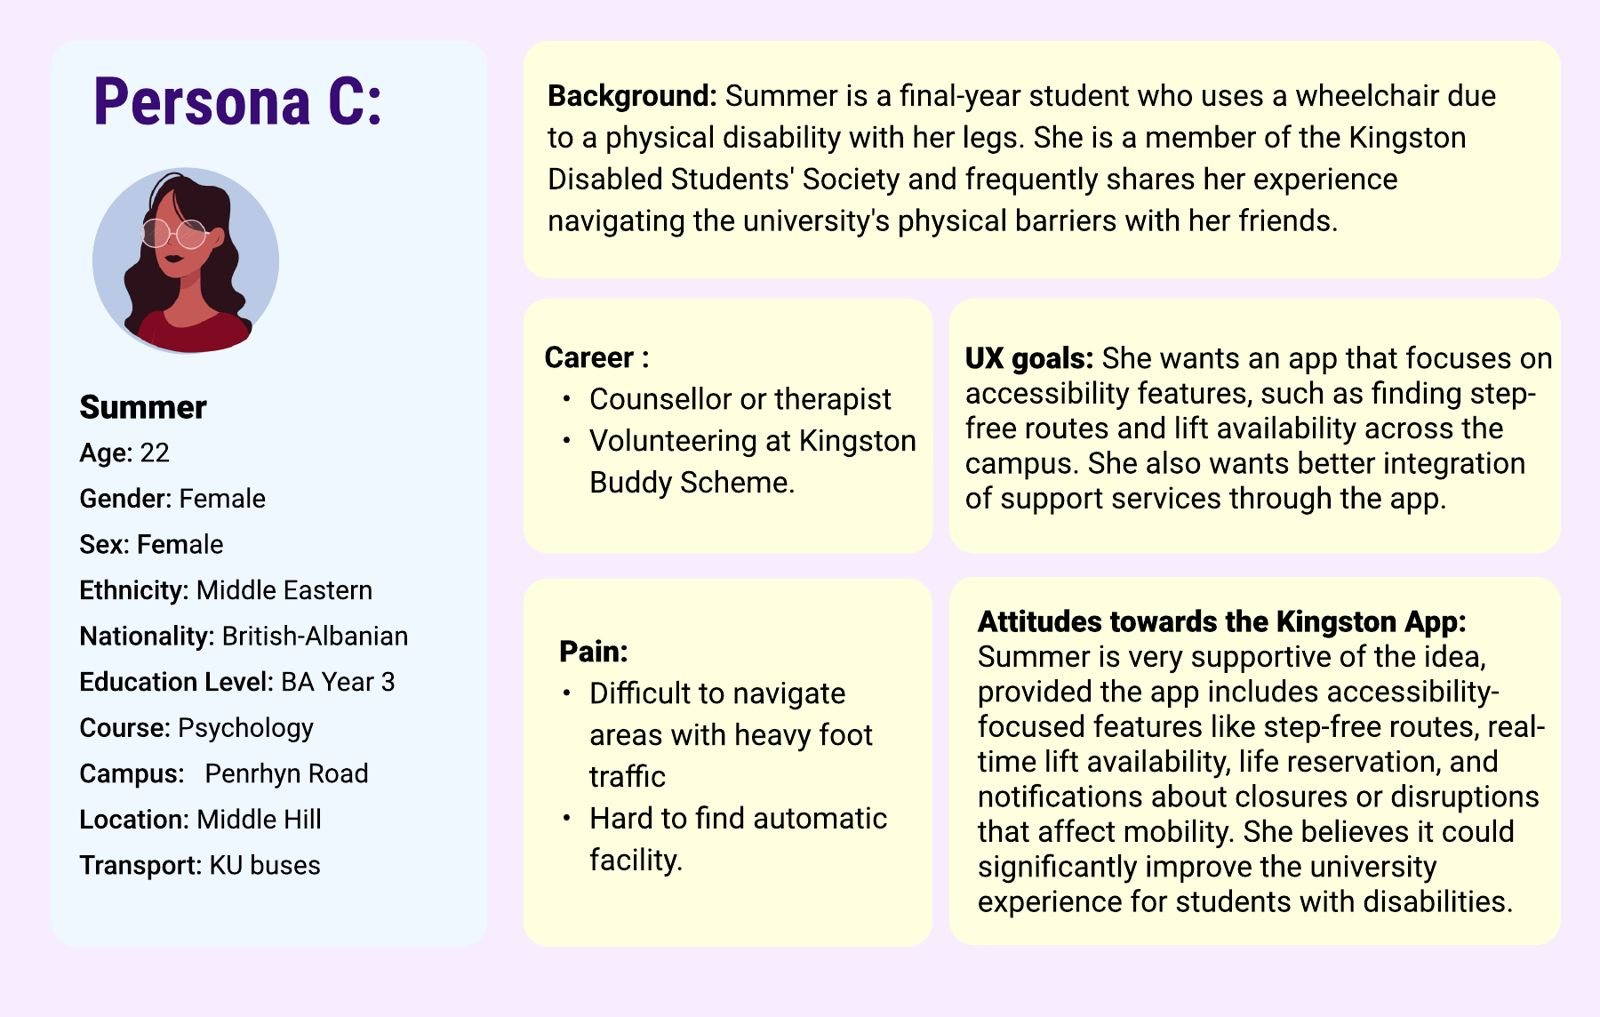 Persona C:
Summer
Age: 22
Gender: Female
Sex: Female
Ethnicity: Middle Eastern
Nationality: British-Albanian
Education Level: BA Year 3
Course: Psychology
Campus: Penrhyn Road
Location: Middle Hill
Transport: KU buses
Background: Summer is a final-year student who uses a wheelchair due
to a physical disability with her legs. She is a member of the Kingston
Disabled Students' Society and frequently shares her experience
navigating the university's physical barriers with her friends.
Career :
• Counsellor or therapist
• Volunteering at Kingston
Buddy Scheme.
UX goals: She wants an app that focuses on
accessibility features, such as finding step-
free routes and lift availability across the
campus. She also wants better integration
of support services through the app.
Pain:
• Difficult to navigate
areas with heavy foot
traffic
• Hard to find automatic
facility.
Attitudes towards the Kingston App:
Summer is very supportive of the idea,
provided the app includes accessibility-
focused features like step-free routes, real-
time lift availability, life reservation, and
notifications about closures or disruptions
that affect mobility. She believes it could
significantly improve the university
experience for students with disabilities.